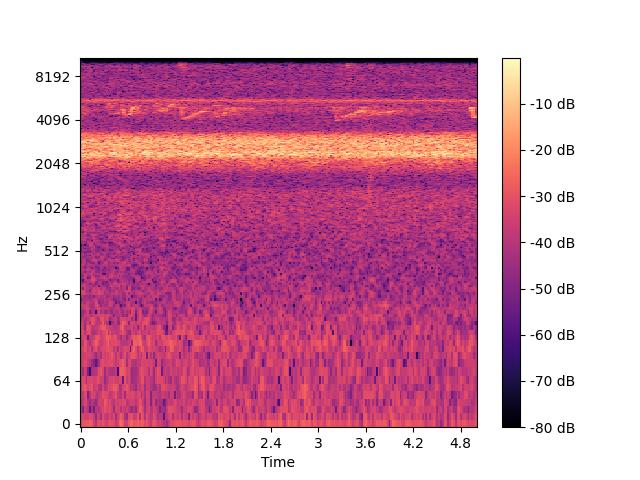 8192
4096
2048
1024
512
256
128
64
0
Hz
0 0.6 1.2 1.8 2.4 3 3.6 4.2 4.8
Time
-10 dB
-20 dB
-30 dB
-40 dB
-50 dB
-60 dB
-70 dB
-80 dB